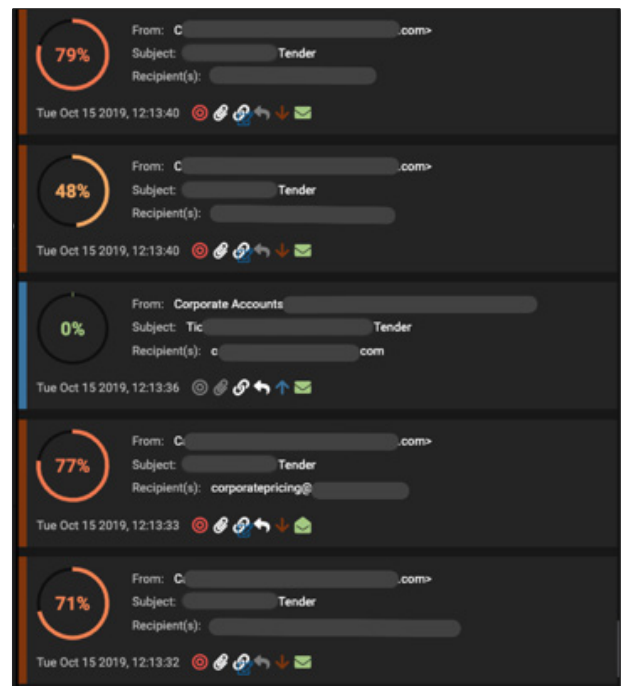 79%
From: C .com>
Subject: Tender
Recipient(s):
Tue Oct 15 2019, 12:13:40
48%
From: C .com>
Subject: Tender
Recipient(s):
Tue Oct 15 2019, 12:13:40
0%
From: Corporate Accounts
Subject: Tic Tender
Recipient(s): c com
Tue Oct 15 2019, 12:13:36
77%
From: C .com>
Subject: Tender
Recipient(s): corporatepricing@
Tue Oct 15 2019, 12:13:33
71%
From: C .com>
Subject: Tender
Recipient(s):
Tue Oct 15 2019, 12:13:32